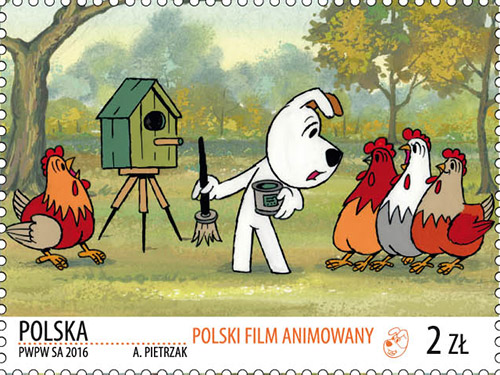 POLSKA POLSKI FILM ANIMOWANY 2 ZŁ
PWPW SA 2016 A. PIETRZAK